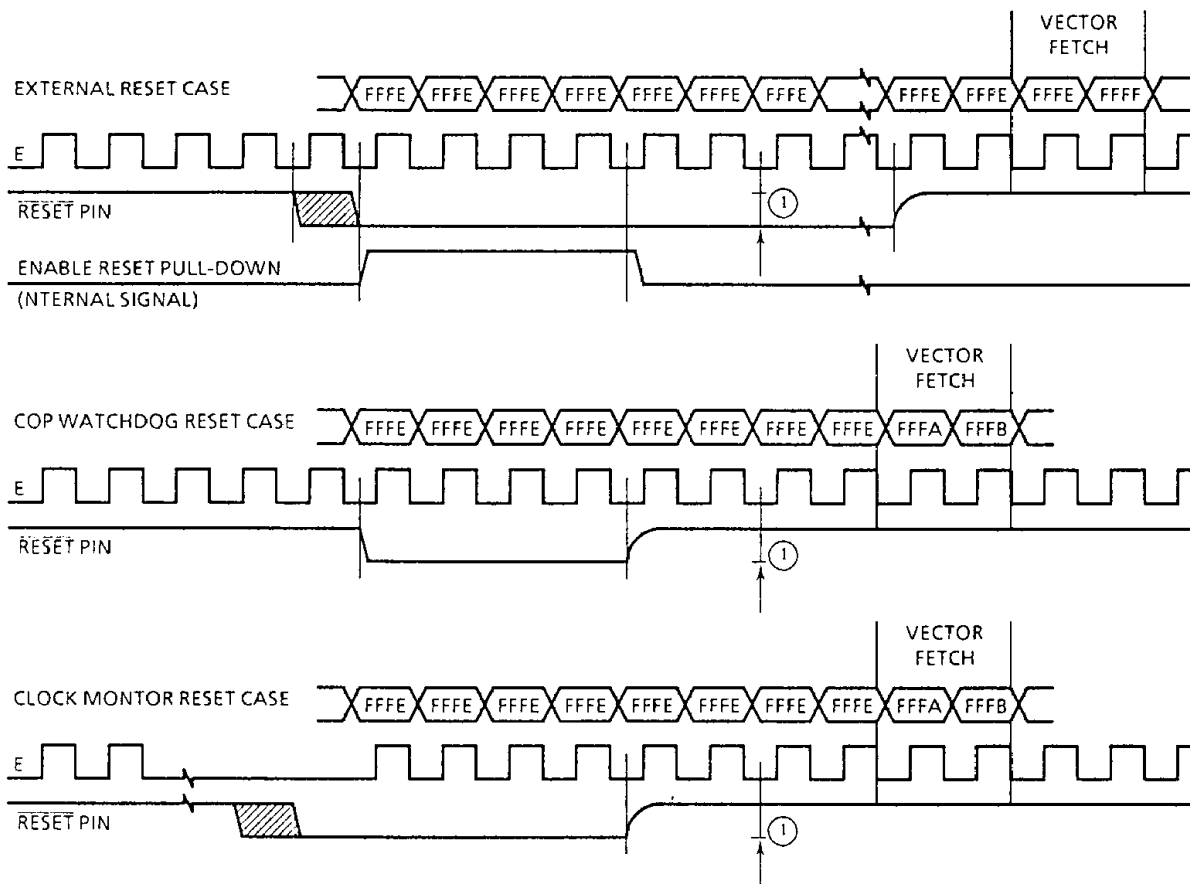 VECTOR
FETCH
EXTERNAL RESET CASE FFFE FFFE FFFE FFFE FFFE FFFE FFFE FFFE FFFE FFFE FFFF
E
RESET PIN 1
ENABLE RESET PULL-DOWN
(NTERNAL SIGNAL)
VECTOR
FETCH
COP WATCHDOG RESET CASE FFFE FFFE FFFE FFFE FFFE FFFE FFFE FFFE FFFA FFFB
E
RESET PIN 1
VECTOR
FETCH
CLOCK MONTOR RESET CASE FFFE FFFE FFFE FFFE FFFE FFFE FFFE FFFE FFFA FFFB
E
RESET PIN 1